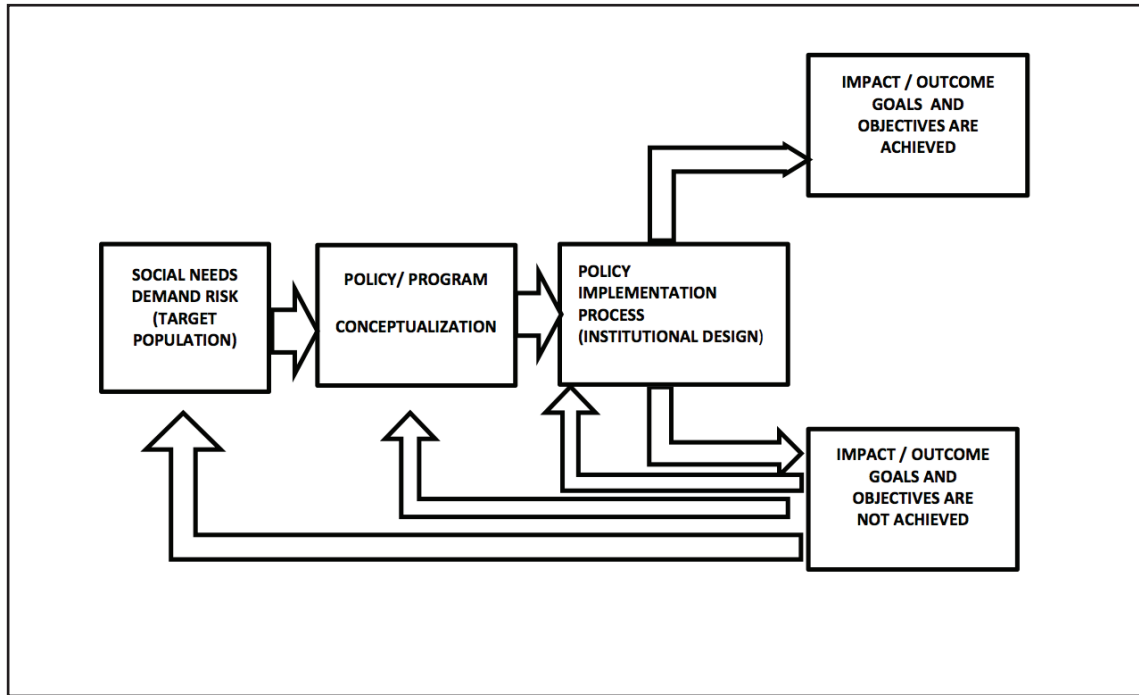 IMPACT / OUTCOME
GOALS AND
OBJECTIVES ARE
ACHIEVED
SOCIAL NEEDS
DEMAND RISK
(TARGET
POPULATION)
POLICY/ PROGRAM
CONCEPTUALIZATION
POLICY
IMPLEMENTATION
PROCESS
(INSTITUTIONAL DESIGN)
IMPACT / OUTCOME
GOALS AND
OBJECTIVES ARE
NOT ACHIEVED